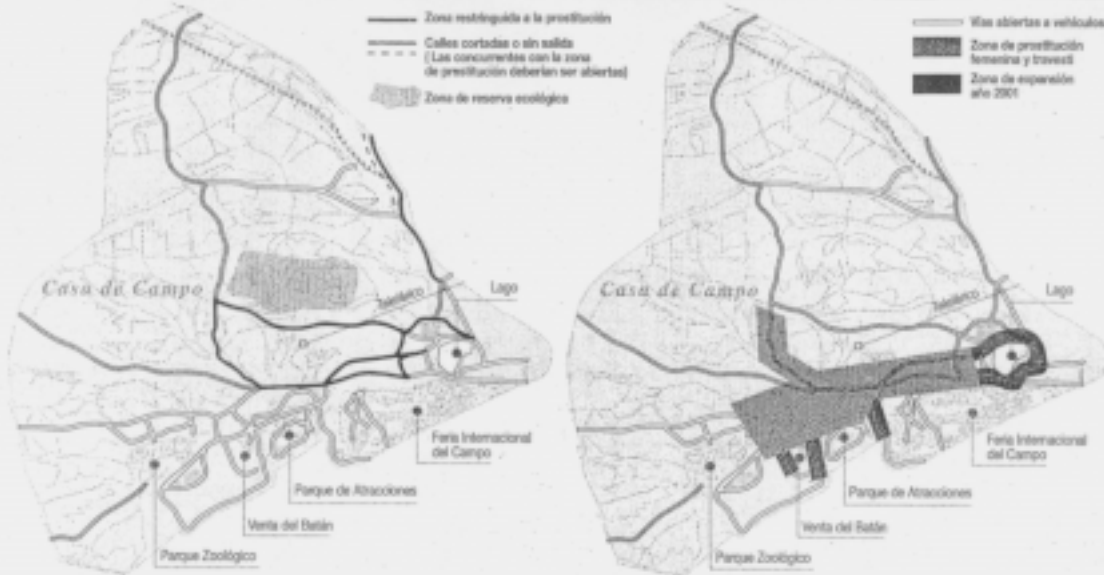 Zona restringida a la prostitución
Calles cortadas o sin salida
(Las concurrentes con la zona
de prostitución deberían ser abiertas)
Zona de reserva ecológica
Casa de Campo
Teleférico
Lago
Feria Internacional
del Campo
Parque de Atracciones
Venta del Batán
Parque Zoológico
Vías abiertas a vehículos
Zona de prostitución
femenina y travesti
Zona de expansión
año 2001
Casa de Campo
Teleférico
Lago
Feria Internacional
del Campo
Parque de Atracciones
Venta del Batán
Parque Zoológico